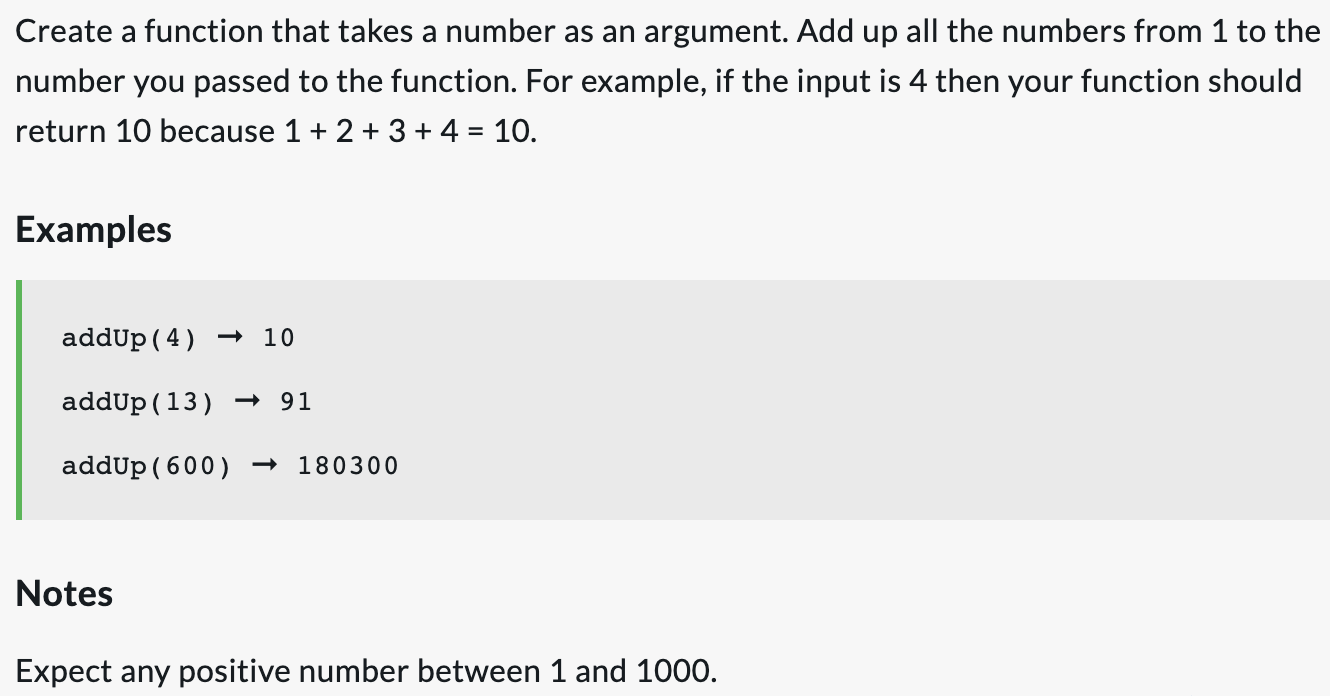 Create a function that takes a number as an argument. Add up all the numbers from 1 to the
number you passed to the function. For example, if the input is 4 then your function should
return 10 because 1 + 2 + 3 + 4 = 10.
Examples
addUp(4) ➞ 10
addUp(13) ➞ 91
addUp(600) ➞ 180300
Notes
Expect any positive number between 1 and 1000.